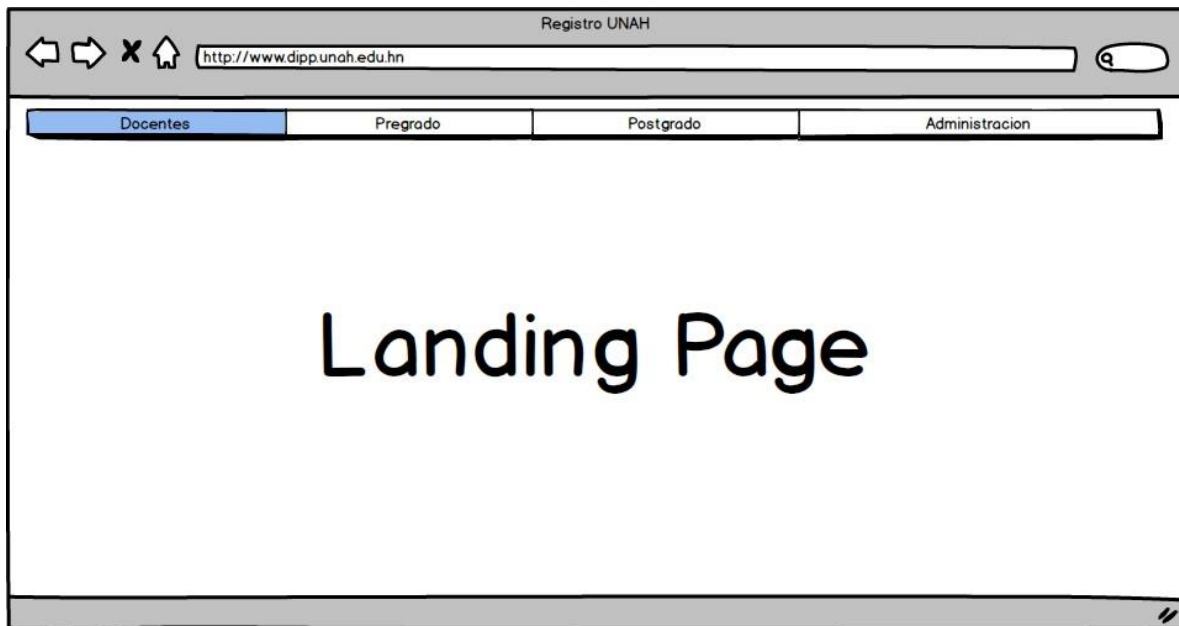 Registro UNAH
http://www.dipp.unah.edu.hn
Docentes Pregrado Postgrado Administracion
Landing Page